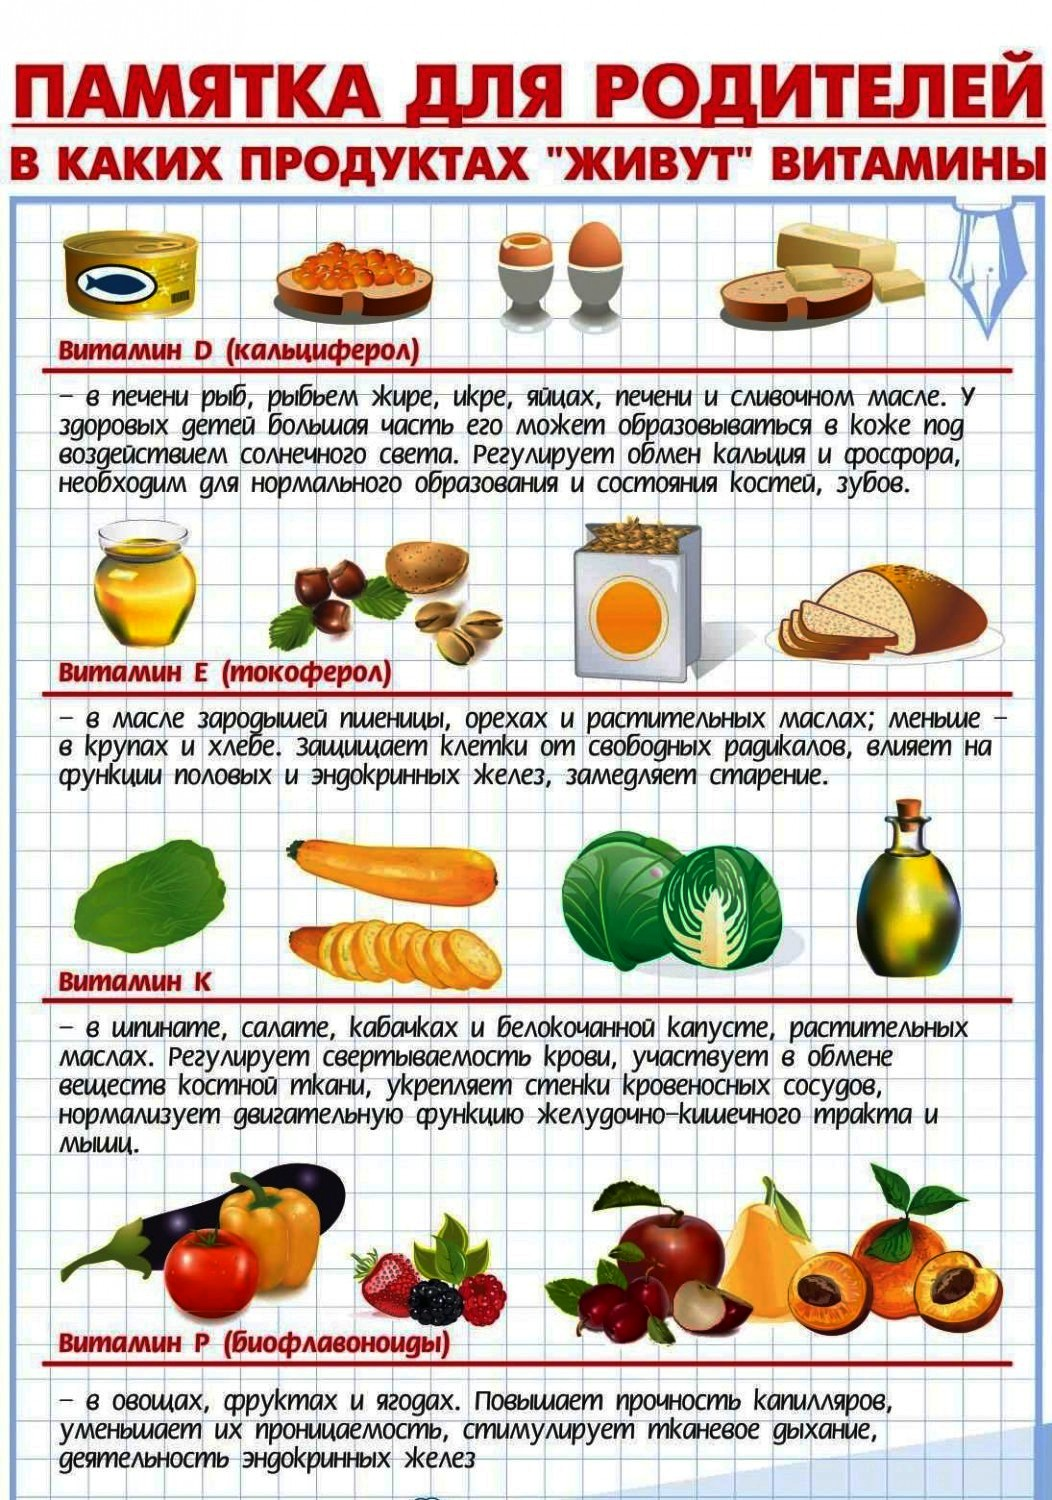 ПАМЯТКА ДЛЯ РОДИТЕЛЕЙ
В КАКИХ ПРОДУКТАХ "ЖИВУТ" ВИТАМИНЫ
Витамин D (кальциферол)
– в печени рыб, рыбьем жире, икре, яйцах, печени и сливочном масле. У
здоровых детей большая часть его может образовываться в коже под
воздействием солнечного света. Регулирует обмен кальция и фосфора,
необходим для нормального образования и состояния костей, зубов.
Витамин Е (токоферол)
– в масле зародышей пшеницы, орехах и растительных маслах; меньше –
в крупах и хлебе. Защищает клетки от свободных радикалов, влияет на
функции половых и эндокринных желез, замедляет старение.
Витамин К
– в шпинате, салате, кабачках и белокочанной капусте, растительных
маслах. Регулирует свертываемость крови, участвует в обмене
веществ костной ткани, укрепляет стенки кровеносных сосудов,
нормализует двигательную функцию желудочно-кишечного тракта и
мышц.
Витамин Р (биофлавоноиды)
– в овощах, фруктах и ягодах. Повышает прочность капилляров,
уменьшает их проницаемость, стимулирует тканевое дыхание,
деятельность эндокринных желез